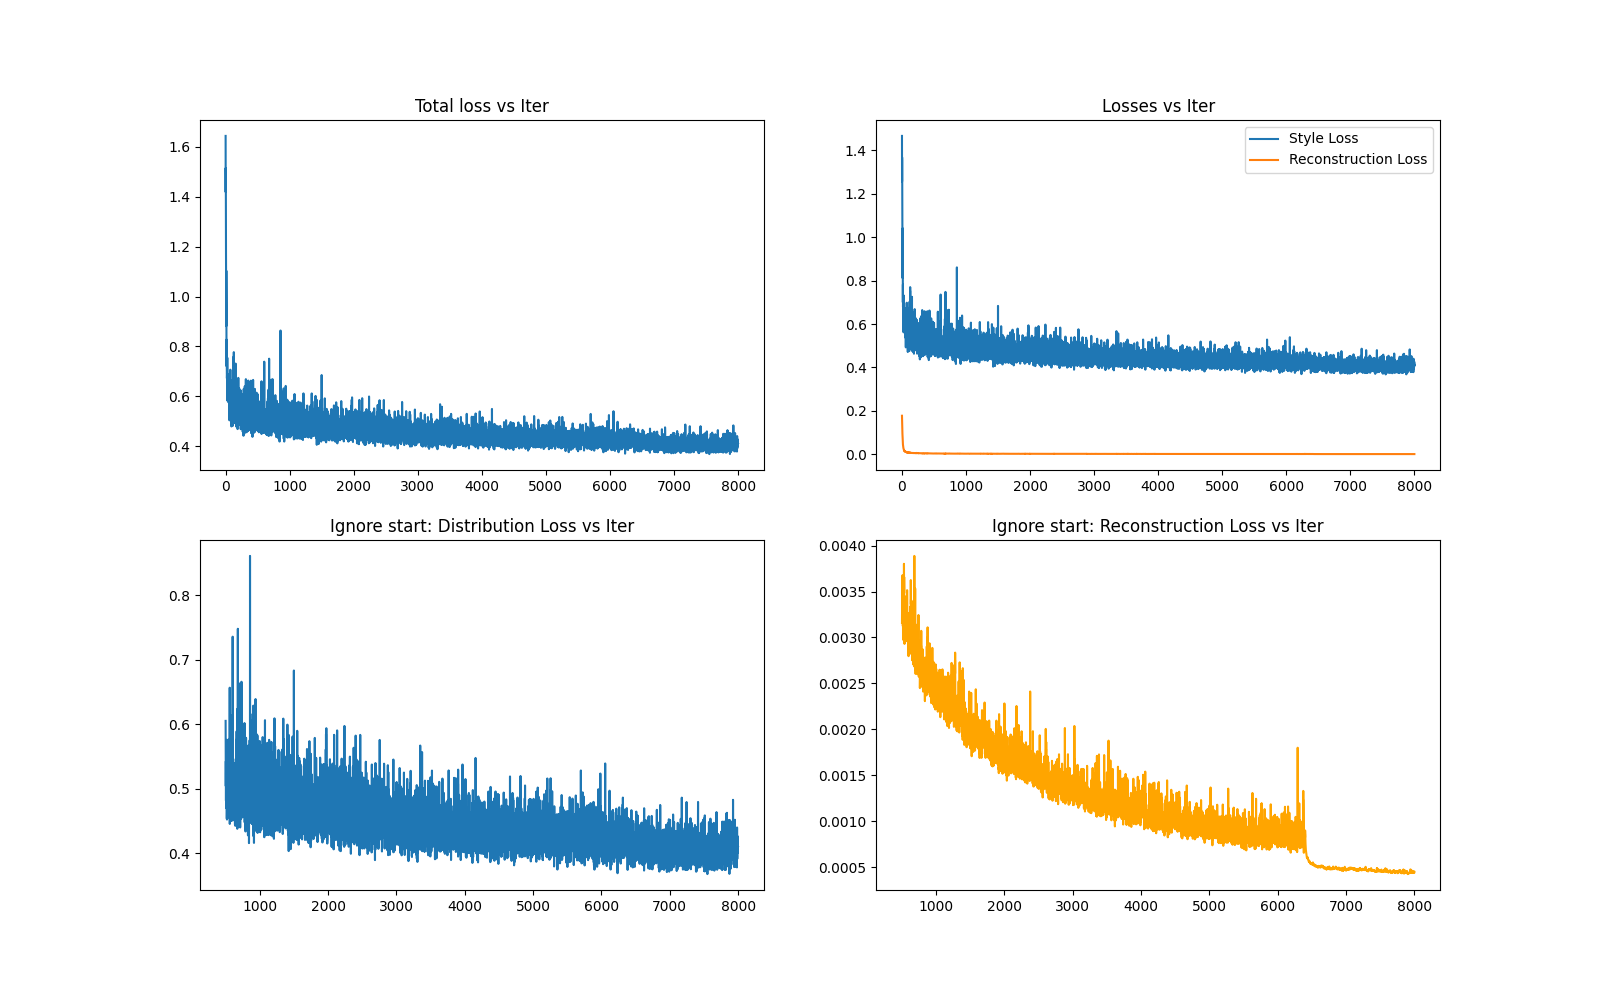 Total loss vs Iter
1.6
1.4
1.2
1.0
0.8
0.6
0.4
0 1000 2000 3000 4000 5000 6000 7000 8000
Losses vs Iter
Style Loss
Reconstruction Loss
1.4
1.2
1.0
0.8
0.6
0.4
0.2
0.0
0 1000 2000 3000 4000 5000 6000 7000 8000
Ignore start: Distribution Loss vs Iter
0.8
0.7
0.6
0.5
0.4
1000 2000 3000 4000 5000 6000 7000 8000
Ignore start: Reconstruction Loss vs Iter
0.0040
0.0035
0.0030
0.0025
0.0020
0.0015
0.0010
0.0005
1000 2000 3000 4000 5000 6000 7000 8000